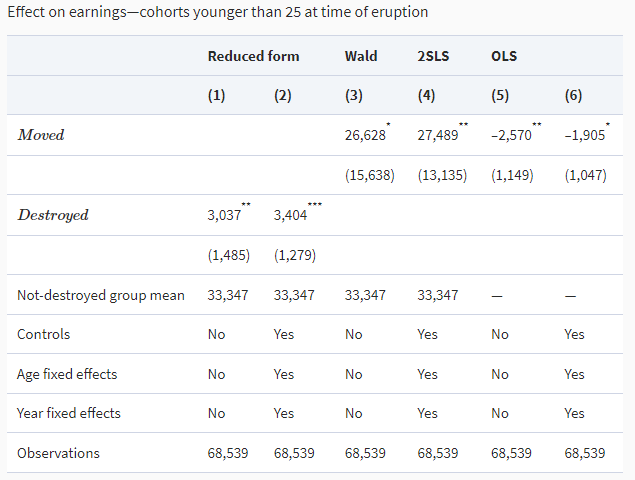 Effect on earnings—cohorts younger than 25 at time of eruption
Reduced form Wald 2SLS OLS
(1) (2) (3) (4) (5) (6)
Moved 26,628* 27,489** −2,570** −1,905*
(15,638) (13,135) (1,149) (1,047)
Destroyed 3,037** 3,404***
(1,485) (1,279)
Not-destroyed group mean 33,347 33,347 33,347 33,347 — —
Controls No Yes No Yes No Yes
Age fixed effects No Yes No Yes No Yes
Year fixed effects No Yes No Yes No Yes
Observations 68,539 68,539 68,539 68,539 68,539 68,539